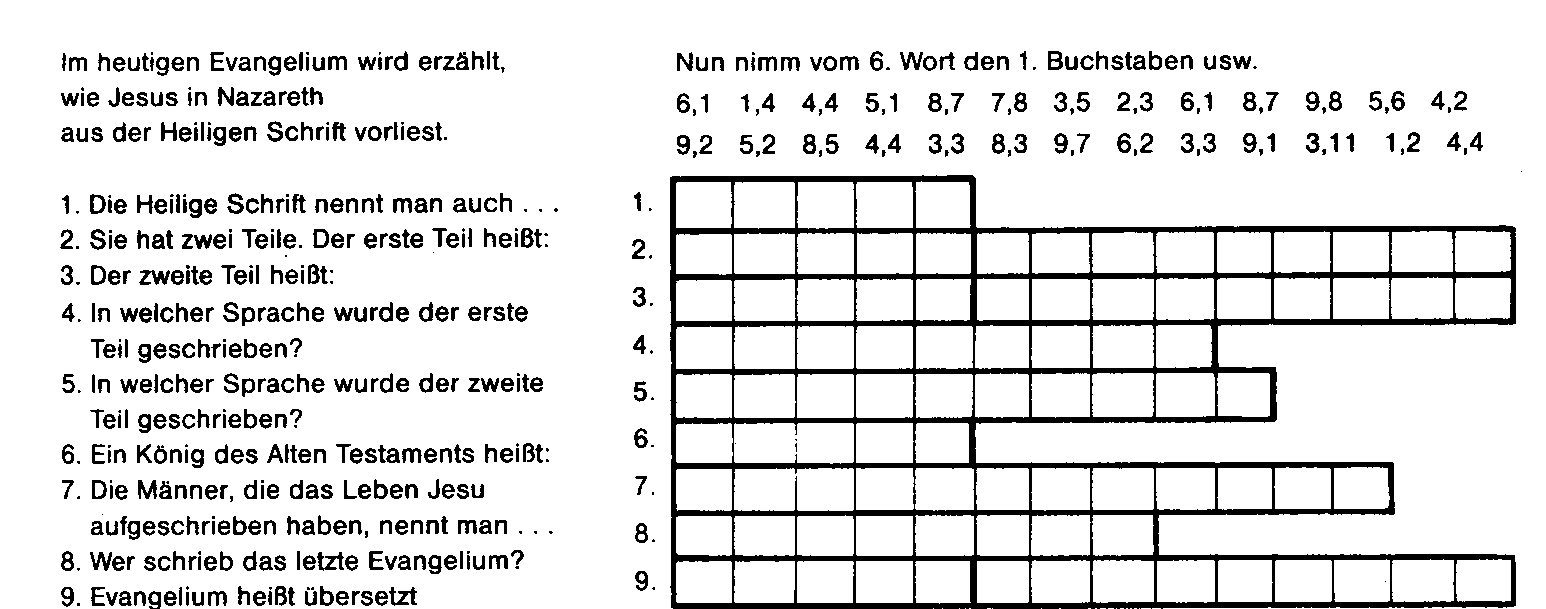 Im heutigen Evangelium wird erzählt,
wie Jesus in Nazareth
aus der Heiligen Schrift vorliest.
1. Die Heilige Schrift nennt man auch . . .
2. Sie hat zwei Teile. Der erste Teil heißt:
3. Der zweite Teil heißt:
4. In welcher Sprache wurde der erste
Teil geschrieben?
5. In welcher Sprache wurde der zweite
Teil geschrieben?
6. Ein König des Alten Testaments heißt:
7. Die Männer, die das Leben Jesu
aufgeschrieben haben, nennt man . . .
8. Wer schrieb das letzte Evangelium?
9. Evangelium heißt übersetzt
Nun nimm vom 6. Wort den 1. Buchstaben usw.
6,1 1,4 4,4 5,1 8,7 7,8 3,5 2,3 6,1 8,7 9,8 5,6 4,2
9,2 5,2 8,5 4,4 3,3 8,3 9,7 6,2 3,3 9,1 3,11 1,2 4,4
1.
2.
3.
4.
5.
6.
7.
8.
9.